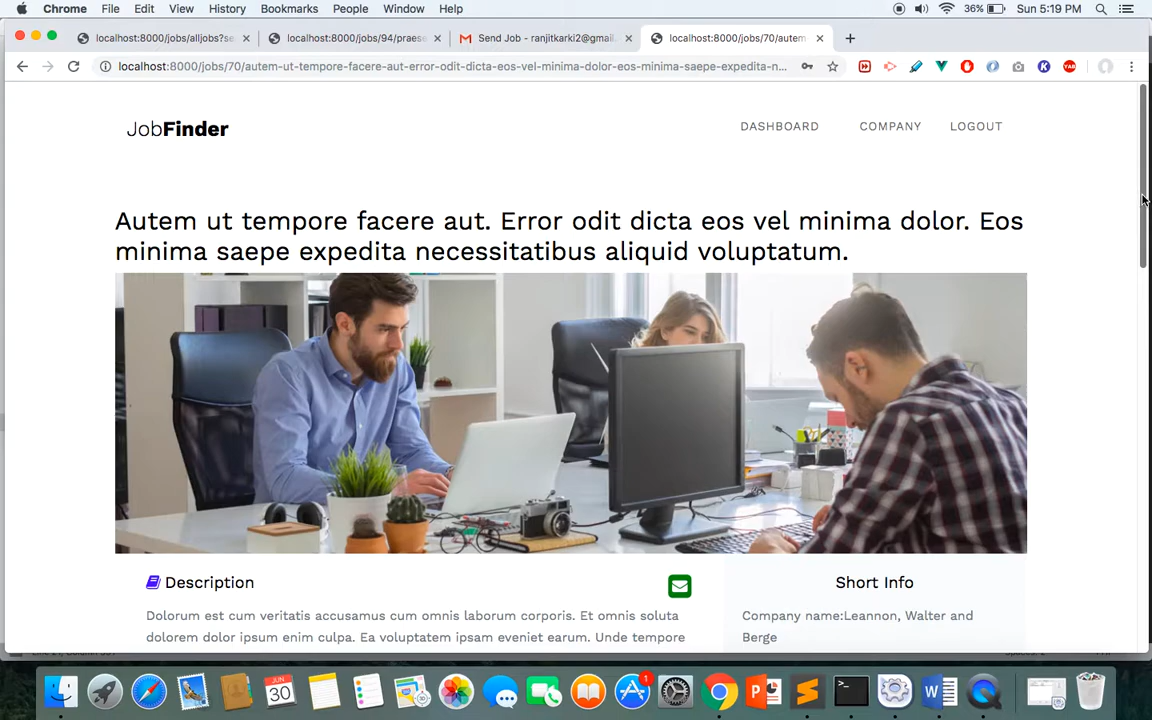 Chrome File Edit View History Bookmarks People Window Help 36% Sun 5:19 PM
localhost:8000/jobs/alljobs?se localhost:8000/jobs/94/praese Send Job - ranjitkarki2@gmail. localhost:8000/jobs/70/autem
localhost:8000/jobs/70/autem-ut-tempore-facere-aut-error-odit-dicta-eos-vel-minima-dolor-eos-minima-saepe-expedita-n...
JobFinder DASHBOARD COMPANY LOGOUT
Autem ut tempore facere aut. Error odit dicta eos vel minima dolor. Eos
minima saepe expedita necessitatibus aliquid voluptatum.
Description
Dolorum est cum veritatis accusamus cum omnis laborum corporis. Et omnis soluta
dolorem dolor ipsum enim culpa. Ea voluptatem ipsam eveniet earum. Unde tempore
Short Info
Company name:Leannon, Walter and
Berge
JUN
30
1